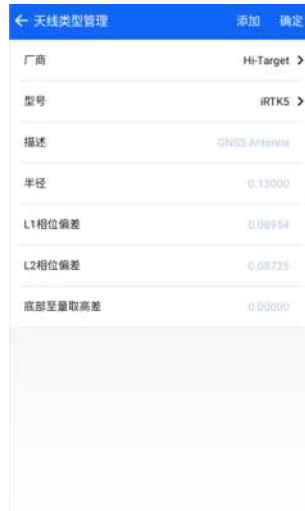 天线类型管理 添加 确定
厂商 Hi-Target
型号 iRTK5
描述 GNSS Antenna
半径 0.13000
L1相位偏差 0.08954
L2相位偏差 0.08725
底部至量取高差 0.00000